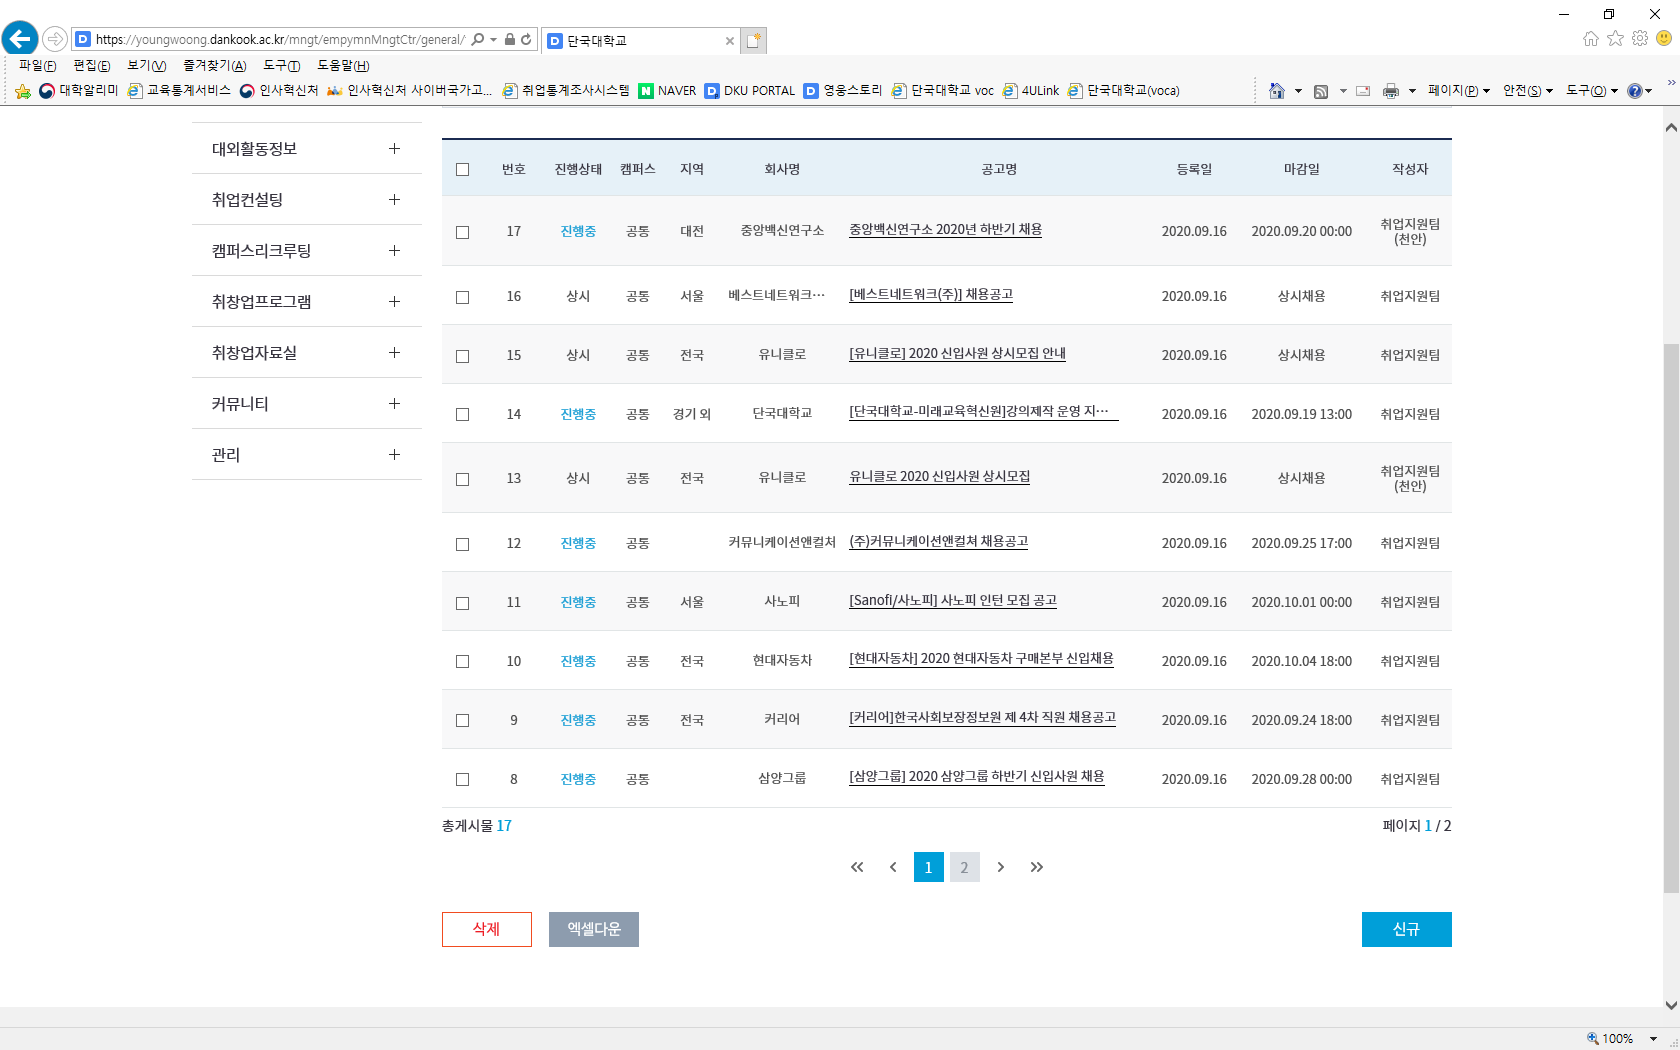 https://youngwoong.dankook.ac.kr/mngt/empymnMngtCtr/general/
단국대학교
파일(F) 편집(E) 보기(V) 즐겨찾기(A) 도구(T) 도움말(H)
대학알리미 교육통계서비스 인사혁신처 인사혁신처 사이버국가고... 취업통계조사시스템 NAVER DKU PORTAL 영웅스토리 단국대학교 voc 4ULink 단국대학교(voca) 페이지(P) 안전(S) 도구(O)
대외활동정보
취업컨설팅
캠퍼스리크루팅
취창업프로그램
취창업자료실
커뮤니티
관리
번호 진행상태 캠퍼스 지역 회사명 공고명 등록일 마감일 작성자
17 진행중 공통 대전 중앙백신연구소 중앙백신연구소 2020년 하반기 채용 2020.09.16 2020.09.20 00:00 취업지원팀
(천안)
16 상시 공통 서울 베스트네트워크… [베스트네트워크(주)] 채용공고 2020.09.16 상시채용 취업지원팀
15 상시 공통 전국 유니클로 [유니클로] 2020 신입사원 상시모집 안내 2020.09.16 상시채용 취업지원팀
14 진행중 공통 경기 외 단국대학교 [단국대학교-미래교육혁신원]강의제작 운영 지… 2020.09.16 2020.09.19 13:00 취업지원팀
13 상시 공통 전국 유니클로 유니클로 2020 신입사원 상시모집 2020.09.16 상시채용 취업지원팀
(천안)
12 진행중 공통 커뮤니케이션앤컬처 (주)커뮤니케이션앤컬쳐 채용공고 2020.09.16 2020.09.25 17:00 취업지원팀
11 진행중 공통 서울 사노피 [Sanofi/사노피] 사노피 인턴 모집 공고 2020.09.16 2020.10.01 00:00 취업지원팀
10 진행중 공통 전국 현대자동차 [현대자동차] 2020 현대자동차 구매본부 신입채용 2020.09.16 2020.10.04 18:00 취업지원팀
9 진행중 공통 전국 커리어 [커리어]한국사회보장정보원 제 4차 직원 채용공고 2020.09.16 2020.09.24 18:00 취업지원팀
8 진행중 공통 삼양그룹 [삼양그룹] 2020 삼양그룹 하반기 신입사원 채용 2020.09.16 2020.09.28 00:00 취업지원팀
총게시물 17 페이지 1 / 2
1 2
삭제 엑셀다운 신규
100%